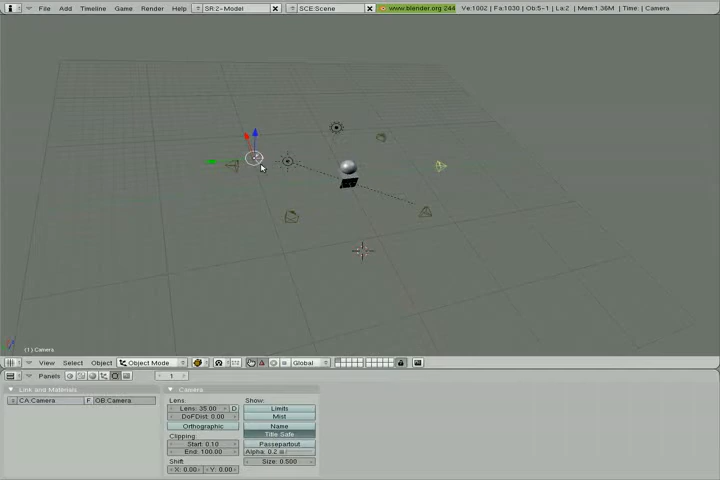 File Add Timeline Game Render Help SR:2-Model SCE:Scene www.blender.org 244 Ve:1002 | Fa:1030 | Ob:5-1 | La:2 | Mem:1.36M | Time: | Camera
(1) Camera
View Select Object Object Mode Global
Panels 1
Link and Materials Camera
CA:Camera F OB:Camera
Lens: Show:
Lens: 35.00 D Limits
DoFDist: 0.00 Mist
Orthographic Name
Title Safe
Clipping: Passepartout
Start: 0.10
End: 100.00 Alpha: 0.2
Shift Size: 0.500
X: 0.00 Y: 0.00